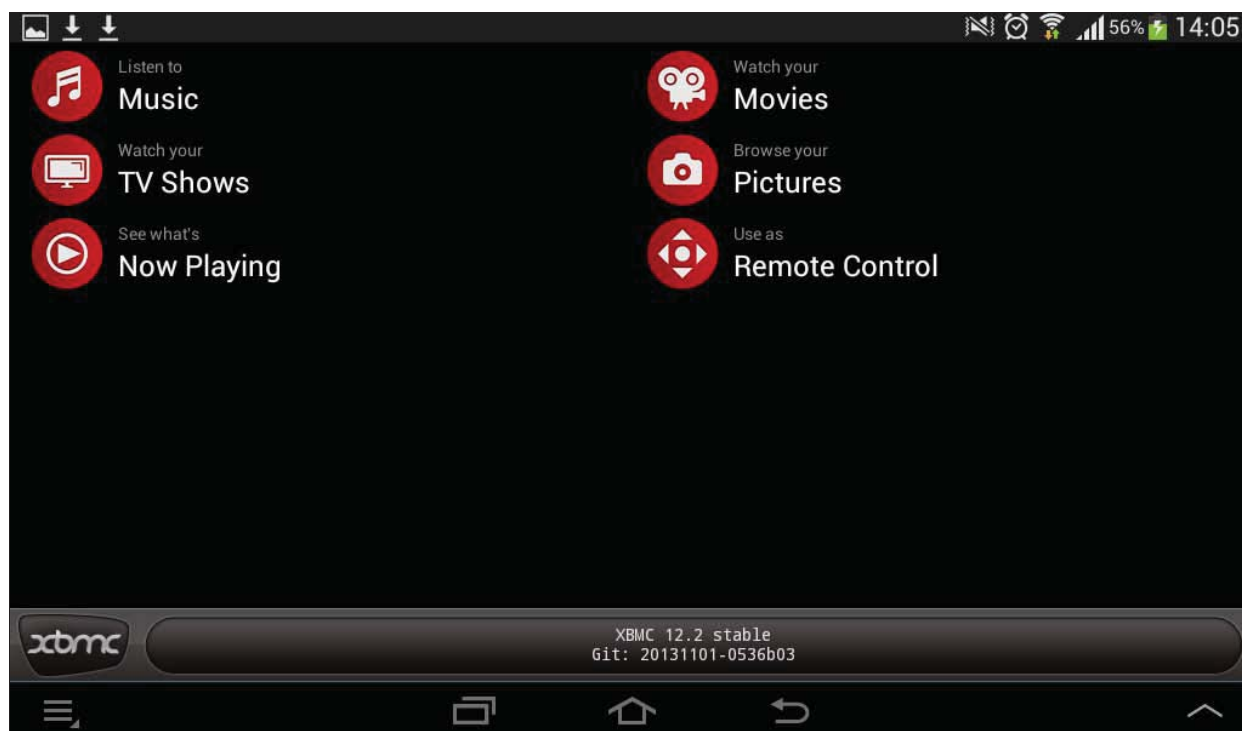 56% 14:05
Listen to
Music
Watch your
Movies
Watch your
TV Shows
Browse your
Pictures
See what's
Now Playing
Use as
Remote Control
xbmc
XBMC 12.2 stable
Git: 20131101-0536b03